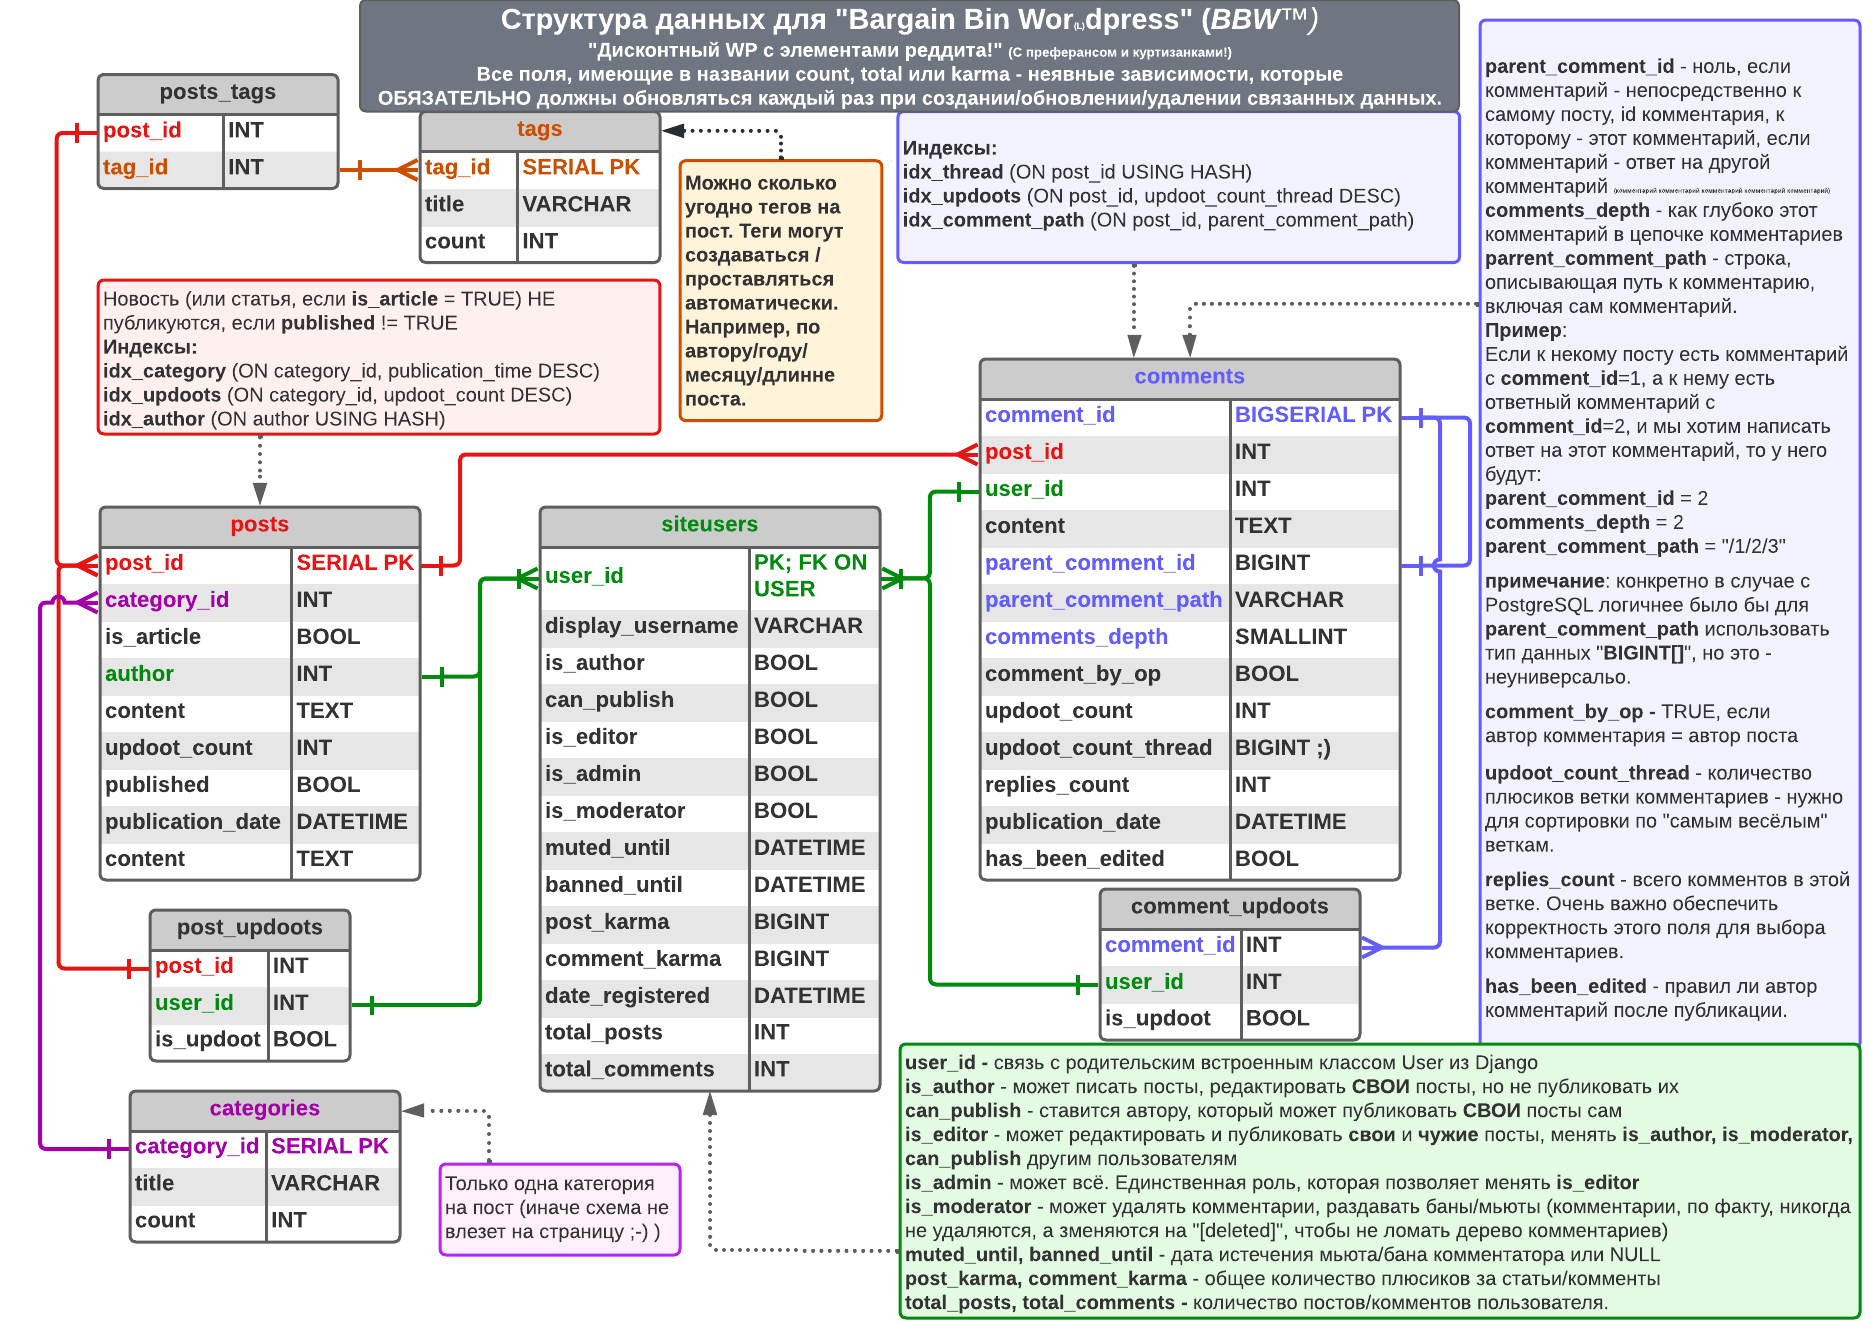 Структура данных для "Bargain Bin Wor(L)dpress" (BBW™)
"Дисконтный WP с элементами реддита!" (С преферансом и куртизанками!)
Все поля, имеющие в названии count, total или karma - неявные зависимости, которые
ОБЯЗАТЕЛЬНО должны обновляться каждый раз при создании/обновлении/удалении связанных данных.
posts_tags
post_id INT
tag_id INT
tags
tag_id SERIAL PK
title VARCHAR
count INT
Можно сколько
угодно тегов на
пост. Теги могут
создаваться /
проставляться
автоматически.
Например, по
автору/году/
месяцу/длинне
поста.
Индексы:
idx_thread (ON post_id USING HASH)
idx_updoots (ON post_id, updoot_count_thread DESC)
idx_comment_path (ON post_id, parent_comment_path)
parent_comment_id - ноль, если
комментарий - непосредственно к
самому посту, id комментария, к
которому - этот комментарий, если
комментарий - ответ на другой
комментарий (комментарий комментарий комментарий комментарий комментарий)
comments_depth - как глубоко этот
комментарий в цепочке комментариев
parrent_comment_path - строка,
описывающая путь к комментарию,
включая сам комментарий.
Пример:
Если к некому посту есть комментарий
с comment_id=1, а к нему есть
ответный комментарий с
comment_id=2, и мы хотим написать
ответ на этот комментарий, то у него
будут:
parent_comment_id = 2
comments_depth = 2
parent_comment_path = "/1/2/3"
примечание: конкретно в случае с
PostgreSQL логичнее было бы для
parent_comment_path использовать
тип данных "BIGINT[]", но это -
неуниверсальо.
comment_by_op - TRUE, если
автор комментария = автор поста
updoot_count_thread - количество
плюсиков ветки комментариев - нужно
для сортировки по "самым весёлым"
веткам.
replies_count - всего комментов в этой
ветке. Очень важно обеспечить
корректность этого поля для выбора
комментариев.
has_been_edited - правил ли автор
комментарий после публикации.
Новость (или статья, если is_article = TRUE) НЕ
публикуются, если published != TRUE
Индексы:
idx_category (ON category_id, publication_time DESC)
idx_updoots (ON category_id, updoot_count DESC)
idx_author (ON author USING HASH)
posts
post_id SERIAL PK
category_id INT
is_article BOOL
author INT
content TEXT
updoot_count INT
published BOOL
publication_date DATETIME
content TEXT
siteusers
user_id PK; FK ON
USER
display_username VARCHAR
is_author BOOL
can_publish BOOL
is_editor BOOL
is_admin BOOL
is_moderator BOOL
muted_until DATETIME
banned_until DATETIME
post_karma BIGINT
comment_karma BIGINT
date_registered DATETIME
total_posts INT
total_comments INT
comments
comment_id BIGSERIAL PK
post_id INT
user_id INT
content TEXT
parent_comment_id BIGINT
parent_comment_path VARCHAR
comments_depth SMALLINT
comment_by_op BOOL
updoot_count INT
updoot_count_thread BIGINT ;)
replies_count INT
publication_date DATETIME
has_been_edited BOOL
post_updoots
post_id INT
user_id INT
is_updoot BOOL
comment_updoots
comment_id INT
user_id INT
is_updoot BOOL
categories
category_id SERIAL PK
title VARCHAR
count INT
Только одна категория
на пост (иначе схема не
влезет на страницу ;-) )
user_id - связь с родительским встроенным классом User из Django
is_author - может писать посты, редактировать СВОИ посты, но не публиковать их
can_publish - ставится автору, который может публиковать СВОИ посты сам
is_editor - может редактировать и публиковать свои и чужие посты, менять is_author, is_moderator,
can_publish другим пользователям
is_admin - может всё. Единственная роль, которая позволяет менять is_editor
is_moderator - может удалять комментарии, раздавать баны/мьюты (комментарии, по факту, никогда
не удаляются, а зменяются на "[deleted]", чтобы не ломать дерево комментариев)
muted_until, banned_until - дата истечения мьюта/бана комментатора или NULL
post_karma, comment_karma - общее количество плюсиков за статьи/комменты
total_posts, total_comments - количество постов/комментов пользователя.